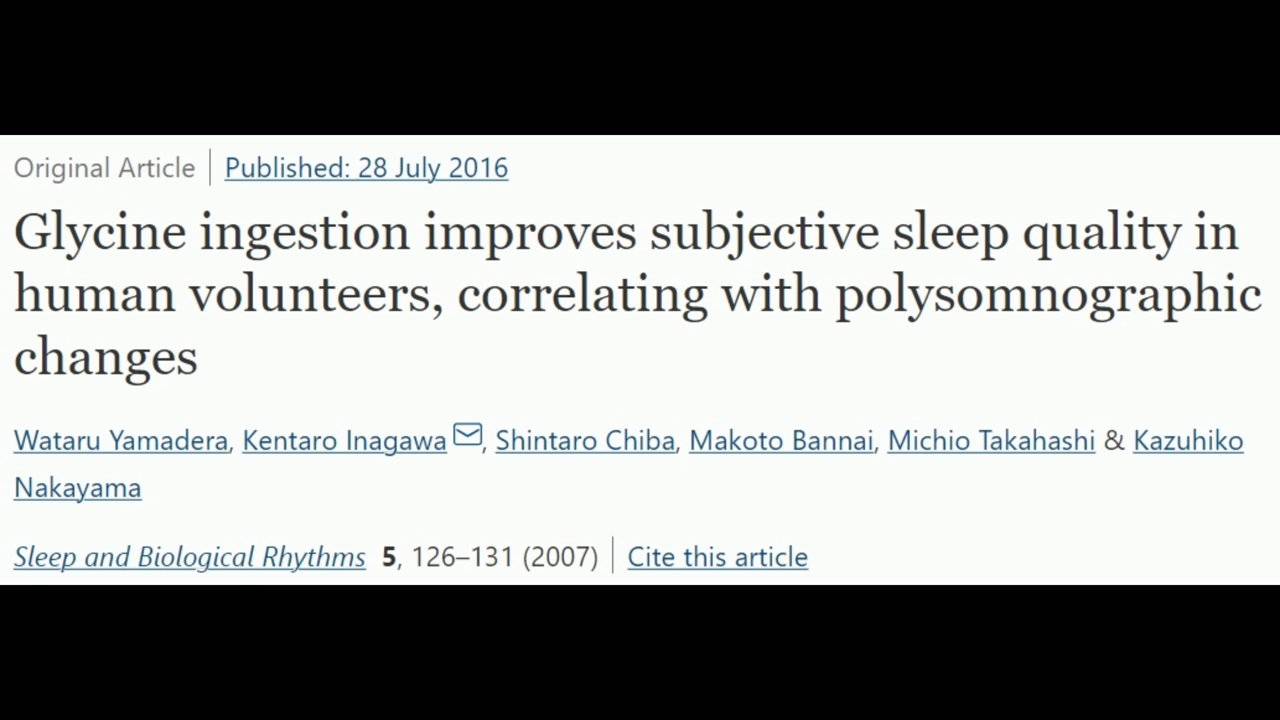 Original Article | Published: 28 July 2016
Glycine ingestion improves subjective sleep quality in
human volunteers, correlating with polysomnographic
changes
Wataru Yamadera, Kentaro Inagawa, Shintaro Chiba, Makoto Bannai, Michio Takahashi & Kazuhiko
Nakayama
Sleep and Biological Rhythms 5, 126–131 (2007) | Cite this article